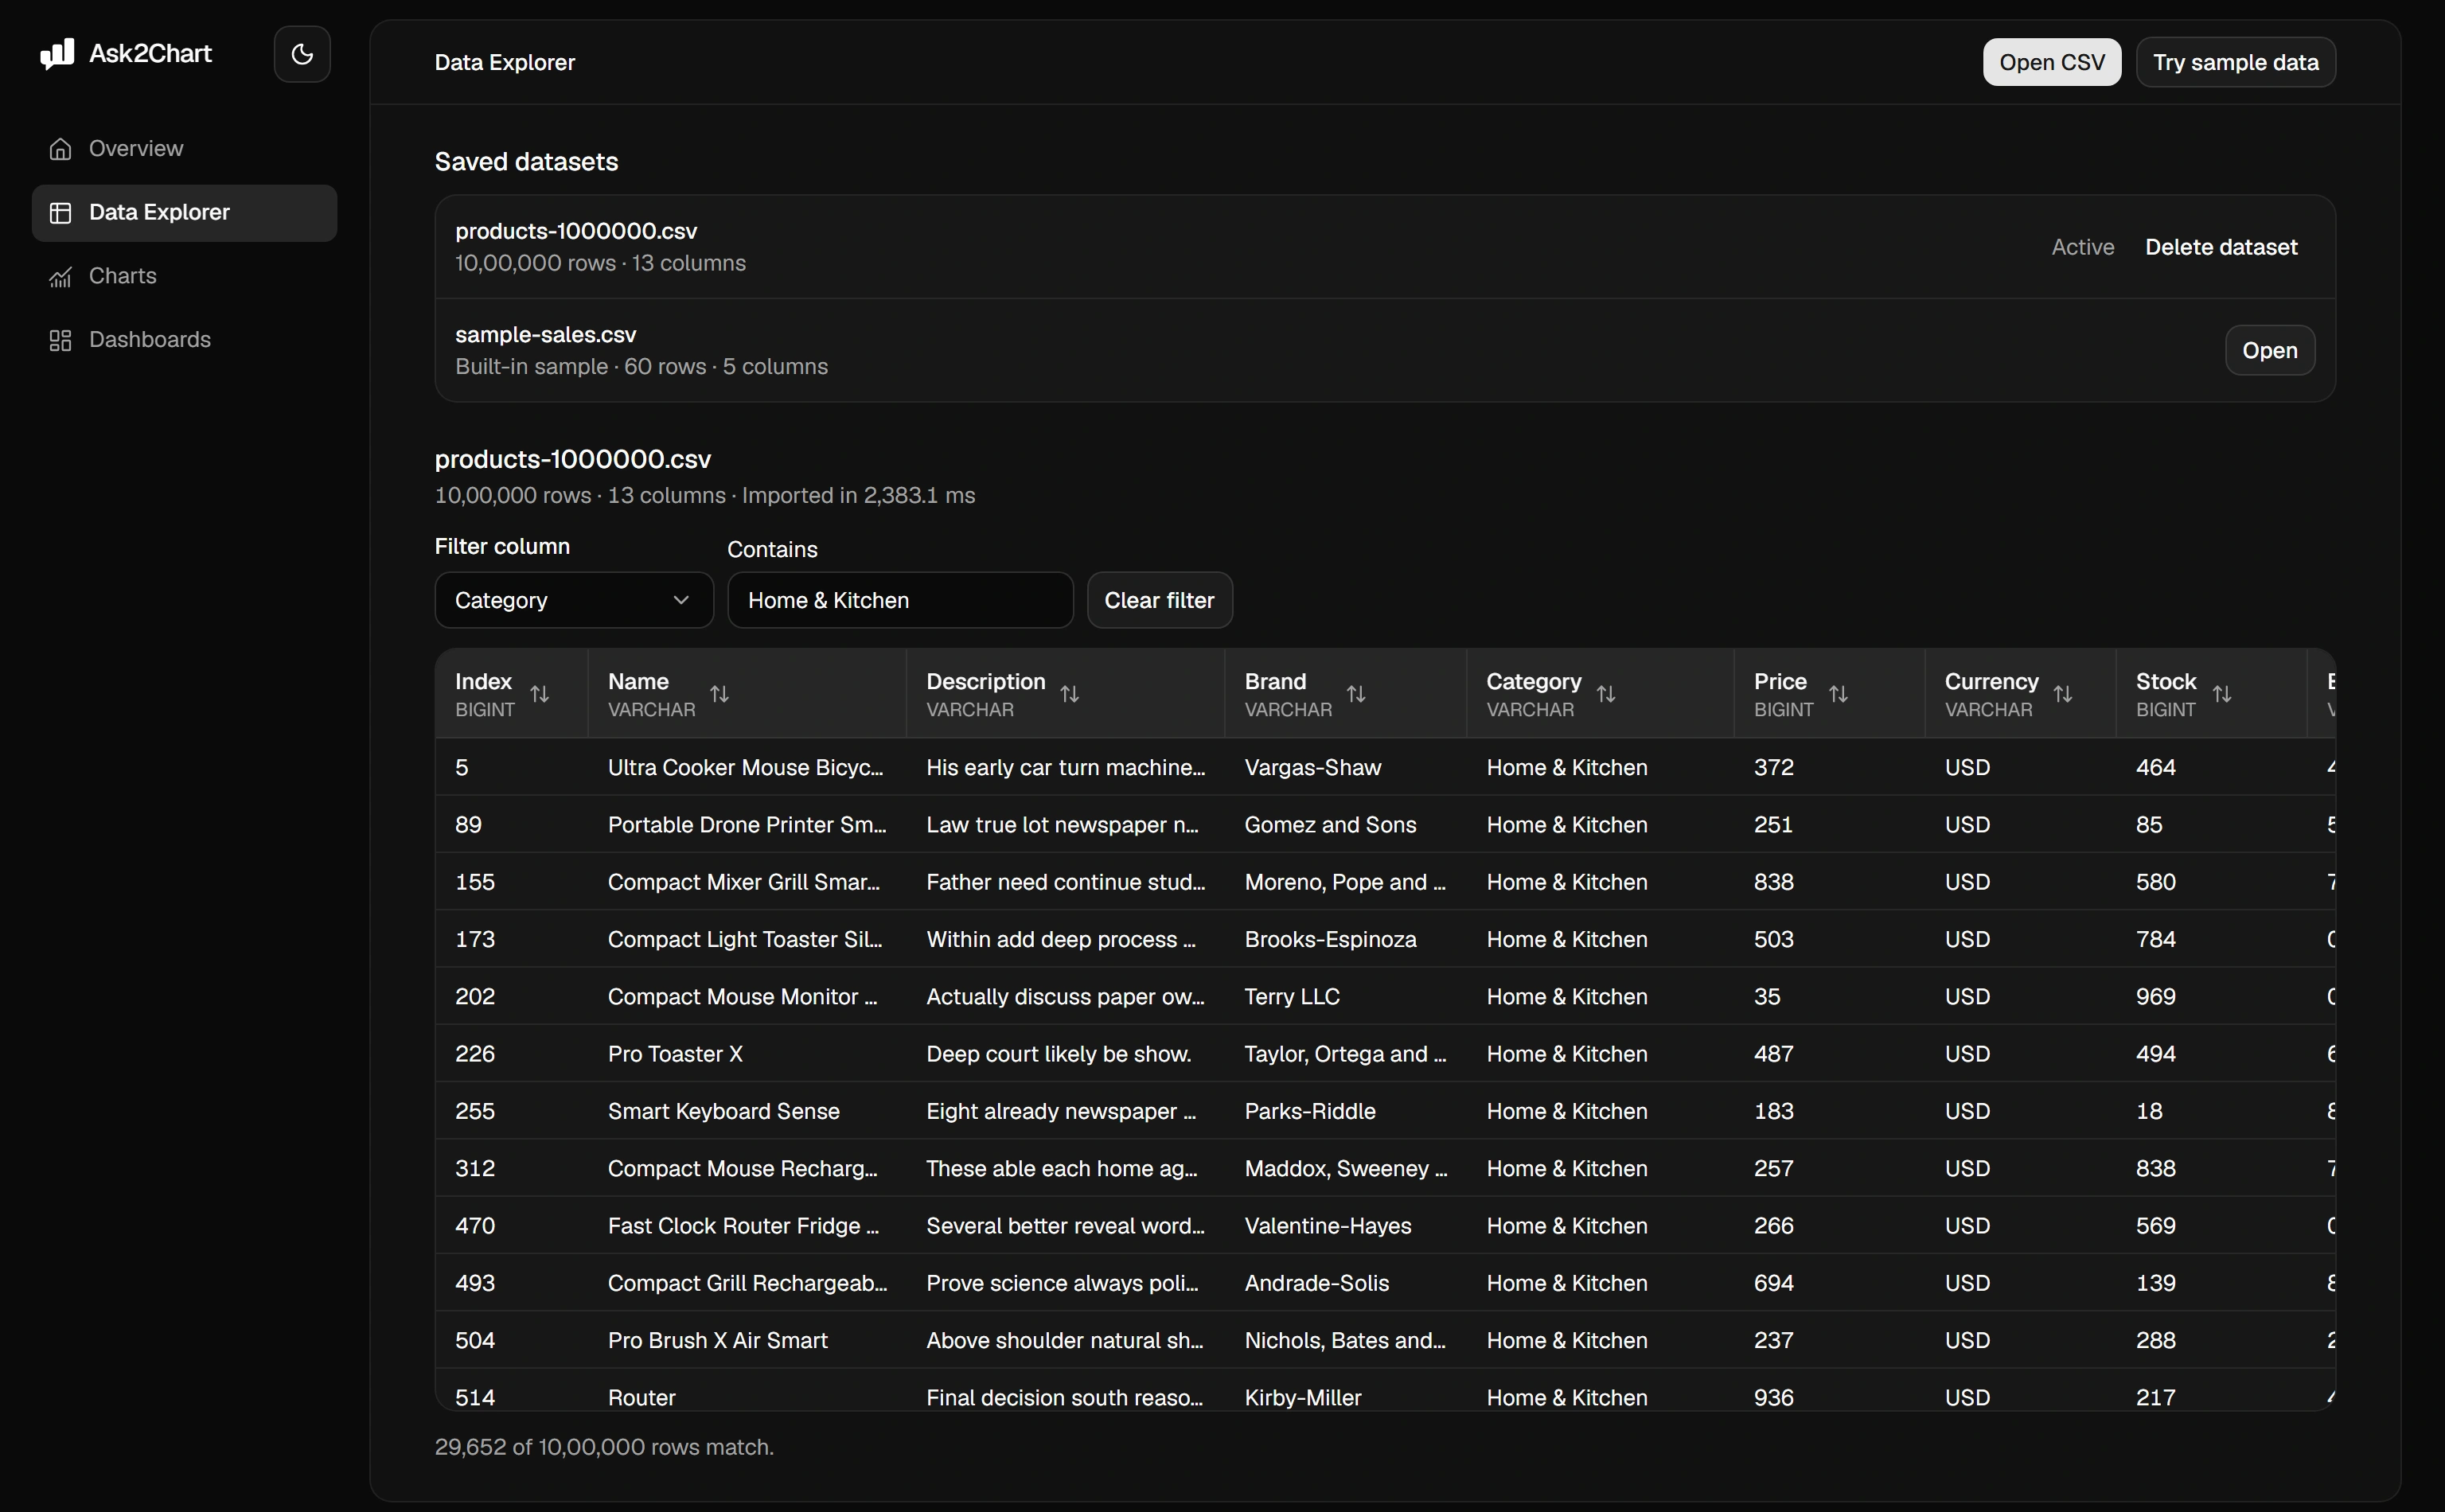 Ask2Chart
Overview
Data Explorer
Charts
Dashboards
Data Explorer
Open CSV
Try sample data
Saved datasets
products-1000000.csv
10,00,000 rows · 13 columns
Active
Delete dataset
sample-sales.csv
Built-in sample · 60 rows · 5 columns
Open
products-1000000.csv
10,00,000 rows · 13 columns · Imported in 2,383.1 ms
Filter column
Contains
Category
Home & Kitchen
Clear filter
Index Name Description Brand Category Price Currency Stock
BIGINT VARCHAR VARCHAR VARCHAR VARCHAR BIGINT VARCHAR BIGINT
5 Ultra Cooker Mouse Bicyc... His early car turn machine... Vargas-Shaw Home & Kitchen 372 USD 464
89 Portable Drone Printer Sm... Law true lot newspaper n... Gomez and Sons Home & Kitchen 251 USD 85
155 Compact Mixer Grill Smar... Father need continue stud... Moreno, Pope and ... Home & Kitchen 838 USD 580
173 Compact Light Toaster Sil... Within add deep process ... Brooks-Espinoza Home & Kitchen 503 USD 784
202 Compact Mouse Monitor ... Actually discuss paper ow... Terry LLC Home & Kitchen 35 USD 969
226 Pro Toaster X Deep court likely be show. Taylor, Ortega and ... Home & Kitchen 487 USD 494
255 Smart Keyboard Sense Eight already newspaper ... Parks-Riddle Home & Kitchen 183 USD 18
312 Compact Mouse Recharg... These able each home ag... Maddox, Sweeney ... Home & Kitchen 257 USD 838
470 Fast Clock Router Fridge ... Several better reveal word... Valentine-Hayes Home & Kitchen 266 USD 569
493 Compact Grill Rechargeab... Prove science always poli... Andrade-Solis Home & Kitchen 694 USD 139
504 Pro Brush X Air Smart Above shoulder natural sh... Nichols, Bates and... Home & Kitchen 237 USD 288
514 Router Final decision south reaso... Kirby-Miller Home & Kitchen 936 USD 217
29,652 of 10,00,000 rows match.